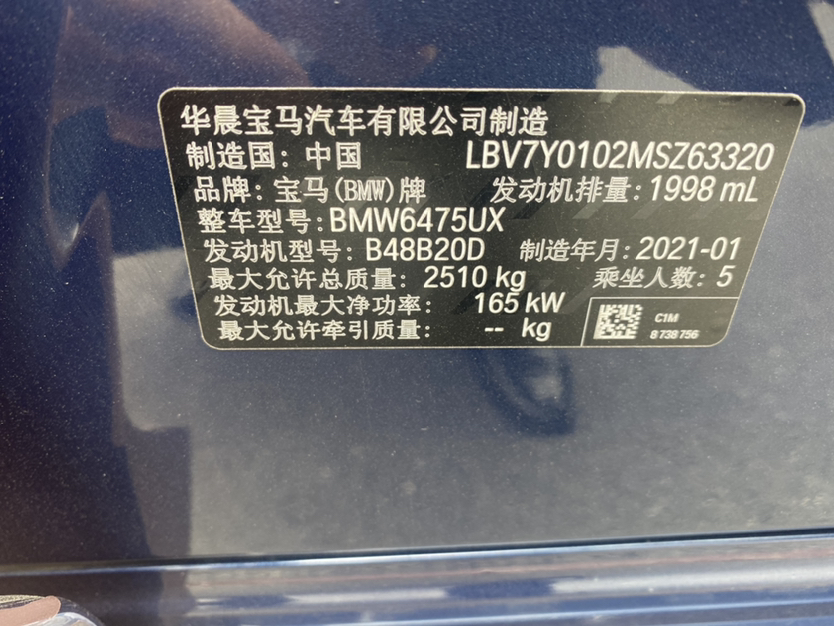 华晨宝马汽车有限公司制造
制造国：中国 LBV7Y0102MSZ63320
品牌：宝马(BMW)牌 发动机排量：1998 mL
整车型号：BMW6475UX
发动机型号：B48B20D 制造年月：2021-01
最大允许总质量：2510 kg 乘坐人数：5
发动机最大净功率：165 kW
最大允许牵引质量：-- kg
C1M
8 738 756